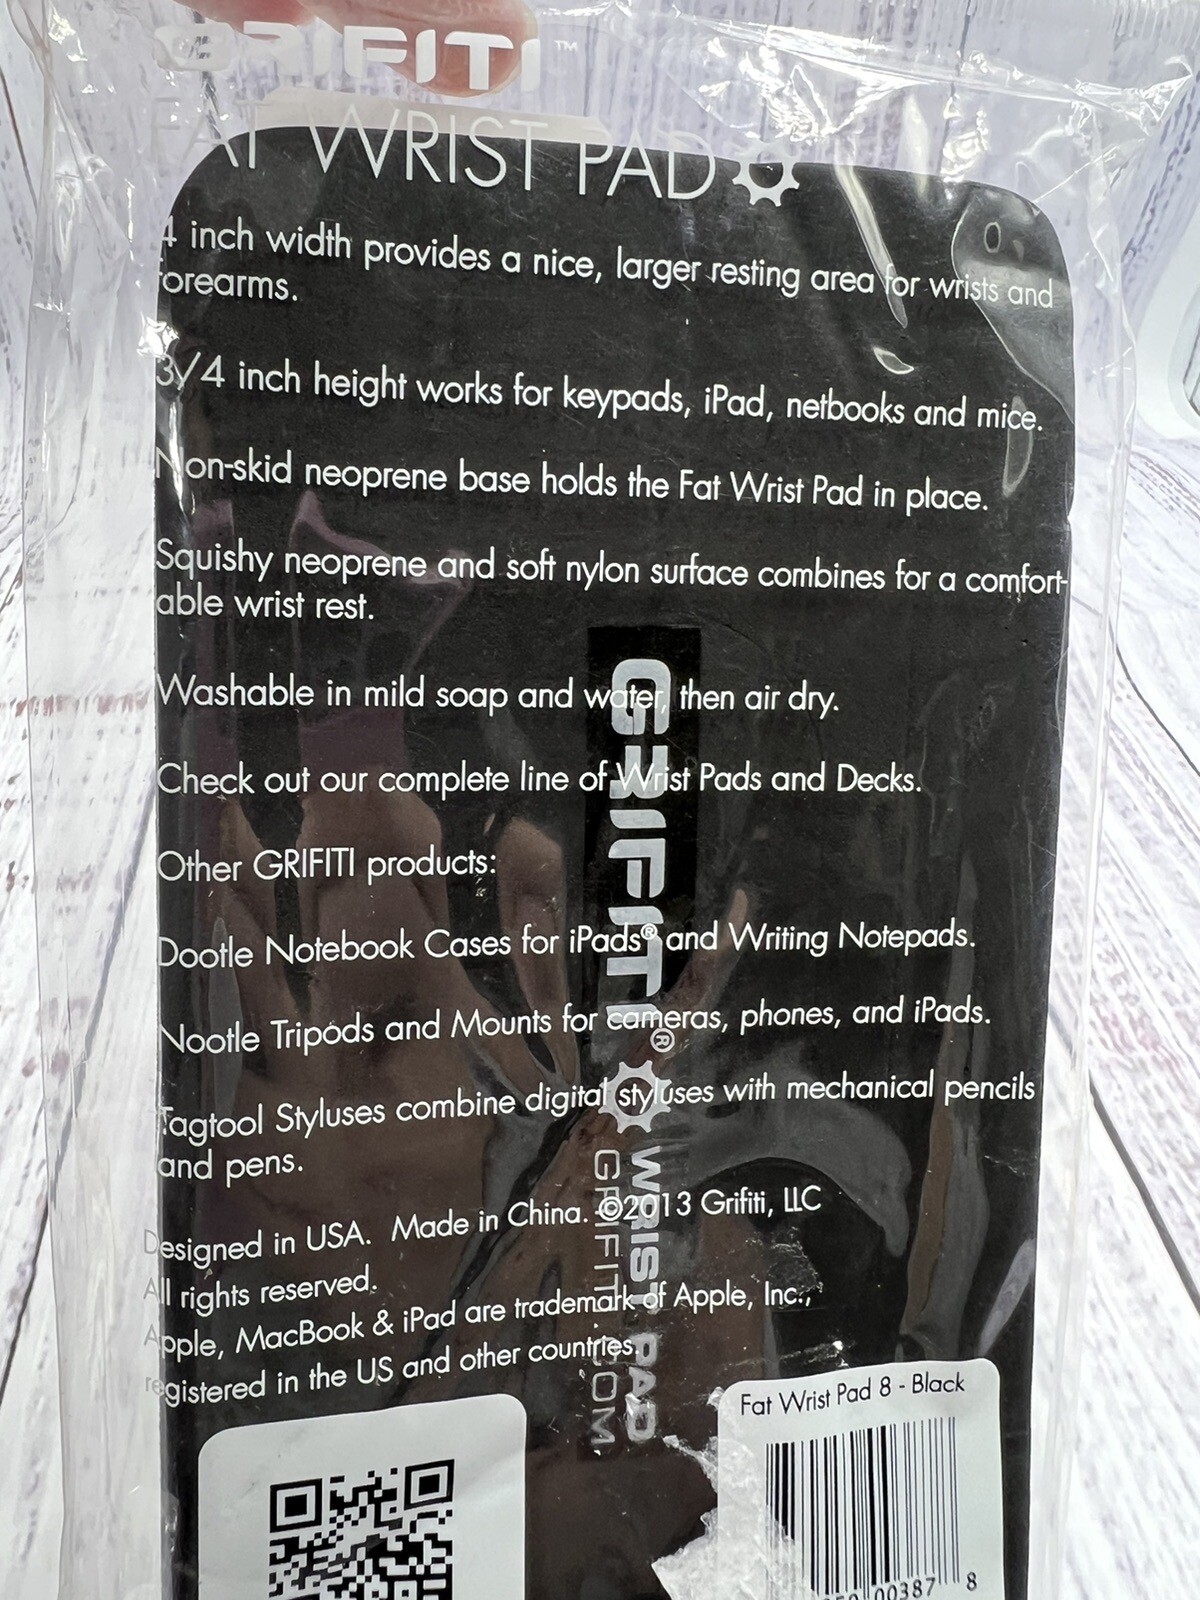 GRIFITI™
FAT WRIST PAD
4 inch width provides a nice, larger resting area for wrists and
forearms.
3/4 inch height works for keypads, iPad, netbooks and mice.
Non-skid neoprene base holds the Fat Wrist Pad in place.
Squishy neoprene and soft nylon surface combines for a comfort-
able wrist rest.
Washable in mild soap and water, then air dry.
Check out our complete line of Wrist Pads and Decks.
Other GRIFITI products:
Dootle Notebook Cases for iPads® and Writing Notepads.
Nootle Tripods and Mounts for cameras, phones, and iPads.
Tagtool Styluses combine digital styluses with mechanical pencils
and pens.
Designed in USA. Made in China. ©2013 Grifiti, LLC
All rights reserved.
Apple, MacBook & iPad are trademark of Apple, Inc.,
registered in the US and other countries.
GRIFITI®
WRIST PAD
GRIFITI.COM
Fat Wrist Pad 8 - Black
00387 8